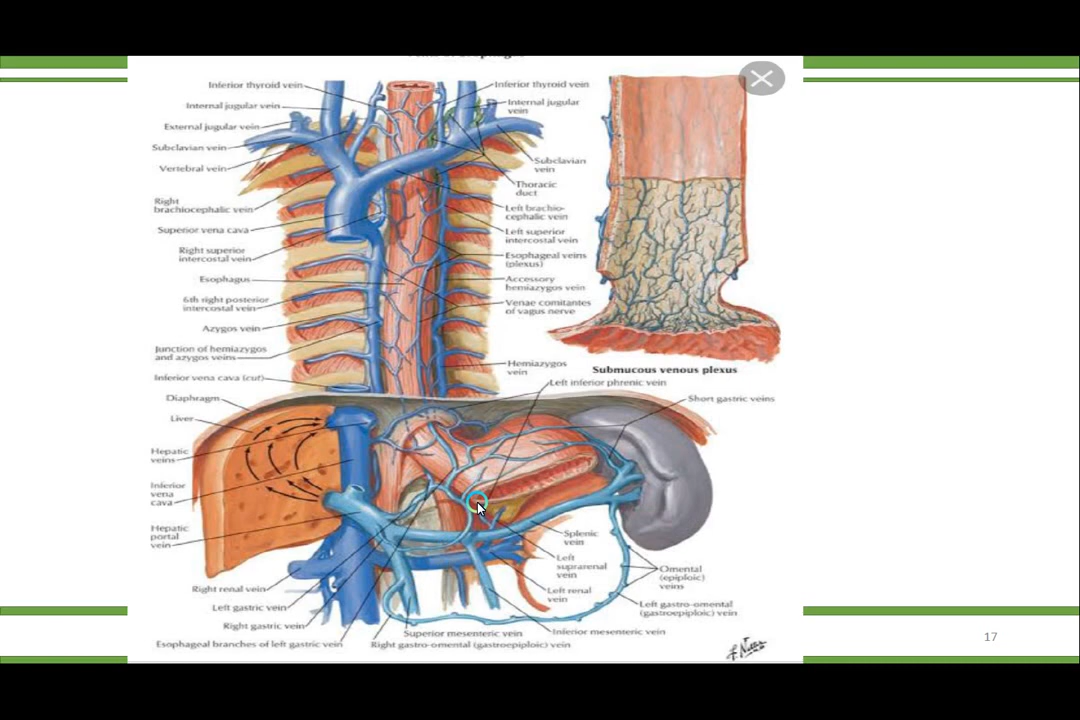 Inferior thyroid vein
Internal jugular vein
External jugular vein
Subclavian vein
Vertebral vein
Right
brachiocephalic vein
Superior vena cava
Right superior
intercostal vein
Esophagus
6th right posterior
intercostal vein
Azygos vein
Junction of hemiazygos
and azygos veins
Inferior vena cava (cut)
Diaphragm
Liver
Hepatic
veins
Inferior
vena
cava
Hepatic
portal
vein
Right renal vein
Left gastric vein
Right gastric vein
Esophageal branches of left gastric vein
Inferior thyroid vein
Internal jugular
vein
Subclavian
vein
Thoracic
duct
Left brachio-
cephalic vein
Left superior
intercostal vein
Esophageal veins
(plexus)
Accessory
hemiazygos vein
Venae comitantes
of vagus nerve
Hemiazygos
vein
Submucous venous plexus
Left inferior phrenic vein
Short gastric veins
Splenic
vein
Left
suprarenal
vein
Left renal
vein
Omental
(epiploic)
veins
Left gastro-omental
(gastroepiploic) vein
Superior mesenteric vein
Inferior mesenteric vein
Right gastro-omental (gastroepiploic) vein
F. Netter
17